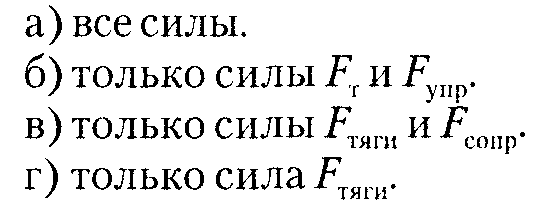 а) все силы.
б) только силы Fт и Fупр.
в) только силы Fтяги и Fсопр.
г) только сила Fтяги.